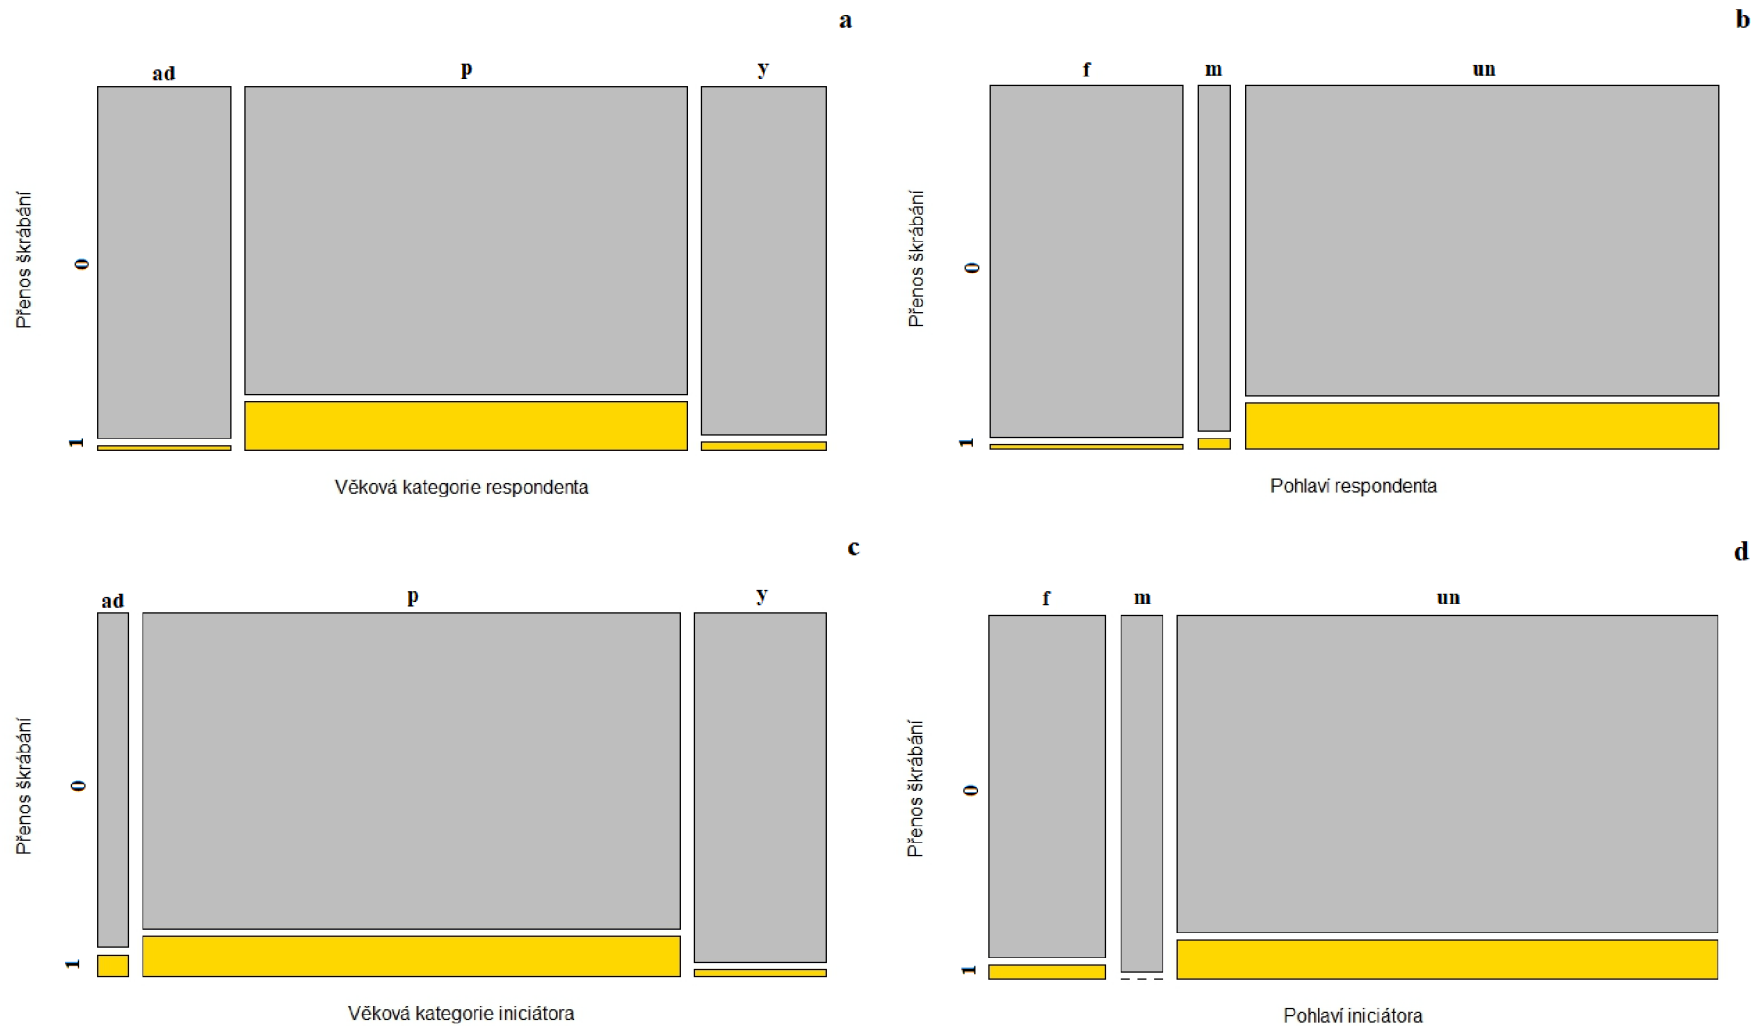 a
ad p y
Přenos škrábání
0
1
Věková kategorie respondenta
b
f m un
Přenos škrábání
0
1
Pohlaví respondenta
c
ad p y
Přenos škrábání
0
1
Věková kategorie iniciátora
d
f m un
Přenos škrábání
0
1
Pohlaví iniciátora